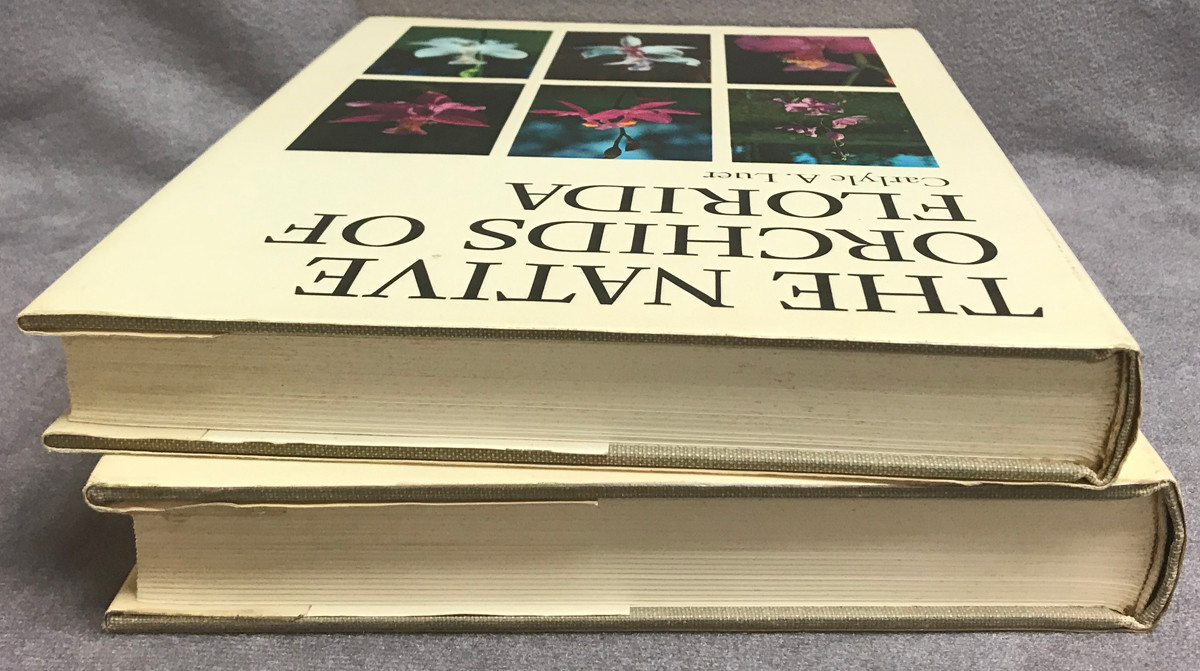 THE NATIVE
ORCHIDS OF
FLORIDA
Carlyle A. Luer